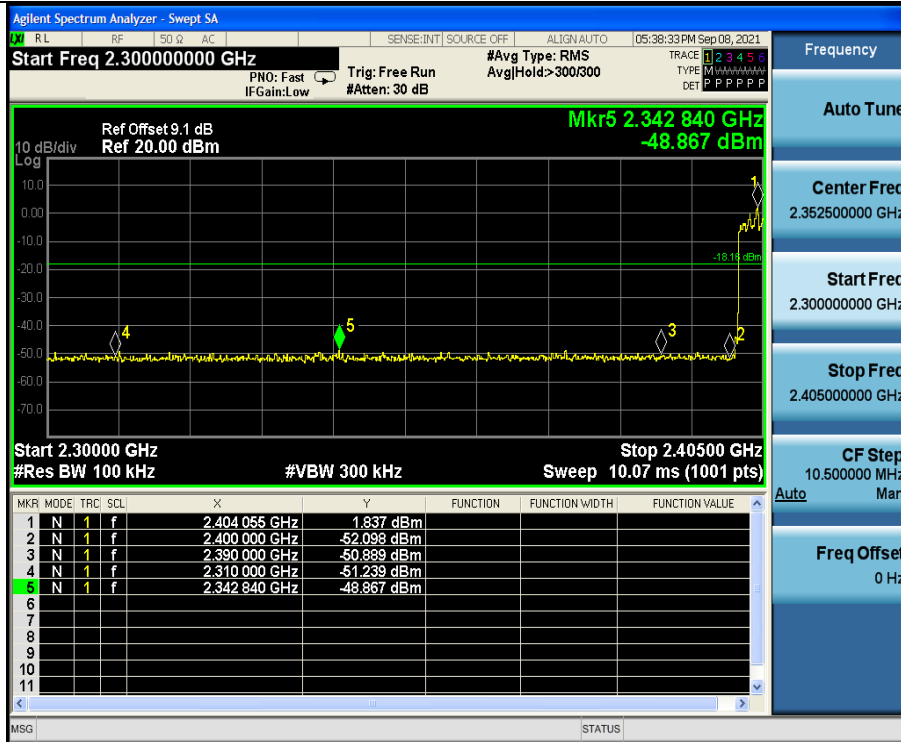 Agilent Spectrum Analyzer - Swept SA
LXI RL RF 50 Ω AC SENSE:INT SOURCE OFF ALIGN AUTO 05:38:33 PM Sep 08, 2021
Start Freq 2.300000000 GHz
PNO: Fast
IFGain:Low
Trig: Free Run
#Atten: 30 dB
#Avg Type: RMS
Avg|Hold:>300/300
TRACE 1 2 3 4 5 6
TYPE M
DET P P P P P P
Mkr5 2.342 840 GHz
-48.867 dBm
Ref Offset 9.1 dB
10 dB/div Ref 20.00 dBm
Log
10.0
0.00
-10.0
-20.0
-30.0
-40.0
-50.0
-60.0
-70.0
-18.16 dBm
1
4
5
3
2
Start 2.30000 GHz Stop 2.40500 GHz
#Res BW 100 kHz #VBW 300 kHz Sweep 10.07 ms (1001 pts)
MKR MODE TRC SCL X Y FUNCTION FUNCTION WIDTH FUNCTION VALUE
1 N 1 f 2.404 055 GHz 1.837 dBm
2 N 1 f 2.400 000 GHz -52.098 dBm
3 N 1 f 2.390 000 GHz -50.889 dBm
4 N 1 f 2.310 000 GHz -51.239 dBm
5 N 1 f 2.342 840 GHz -48.867 dBm
6
7
8
9
10
11
MSG STATUS
Frequency
Auto Tune
Center Freq
2.352500000 GHz
Start Freq
2.300000000 GHz
Stop Freq
2.405000000 GHz
CF Step
10.500000 MHz
Auto Man
Freq Offset
0 Hz